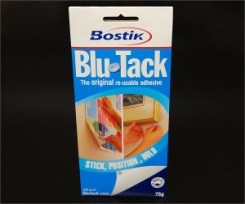 Bostik
Blu-Tack
The original re-usable adhesive
STICK, POSITION, HOLD
75g